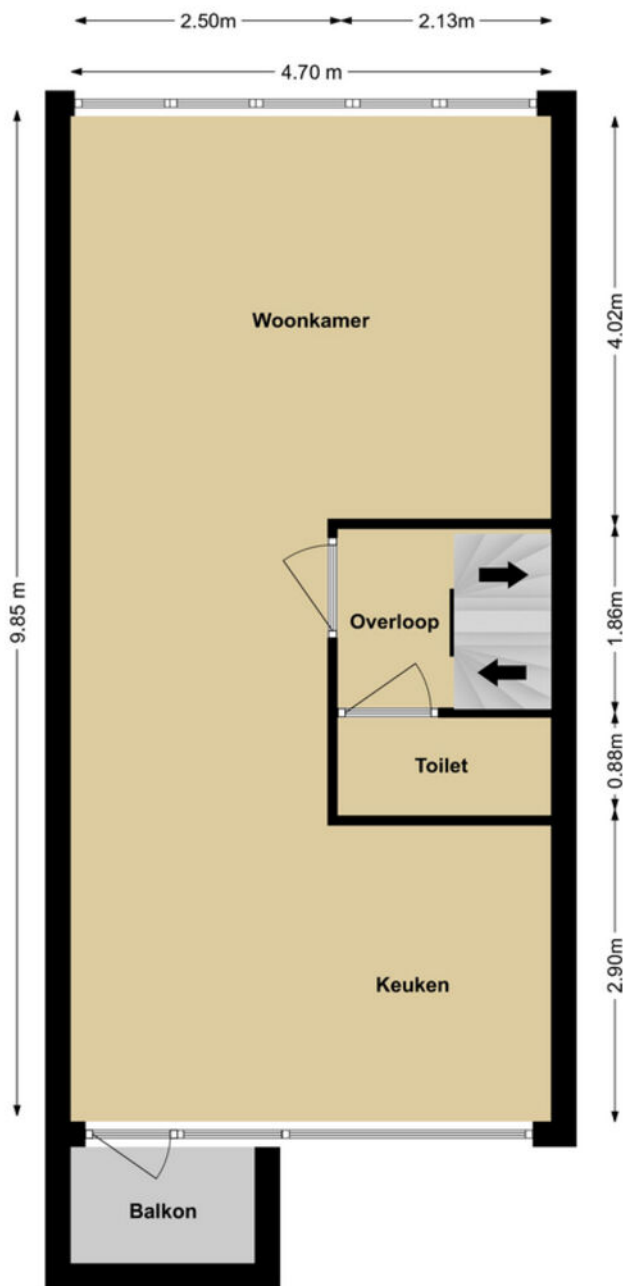 2.50m 2.13m
4.70 m
Woonkamer
4.02m
9.85 m
Overloop
1.86m
Toilet
0.88m
Keuken
2.90m
Balkon